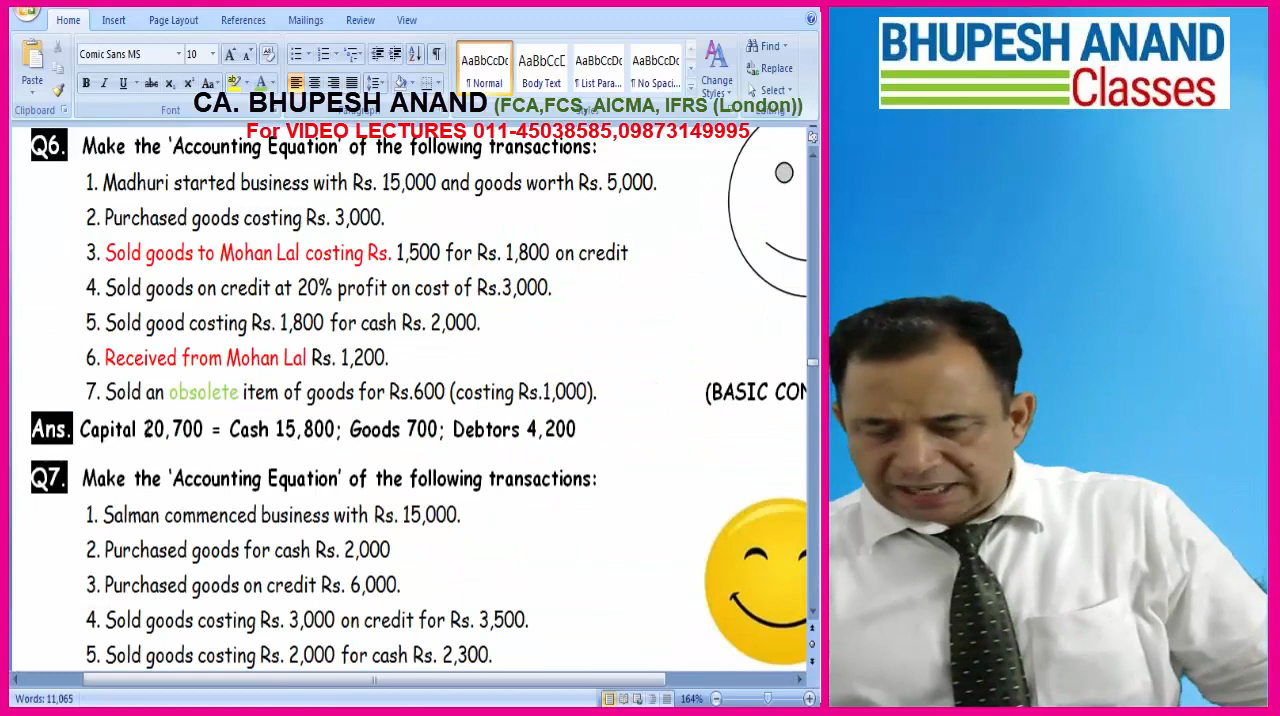 Home Insert Page Layout References Mailings Review View
Comic Sans MS 10
Paste
B I U abc x₂ x² Aa A
AaBbCcDc AaBbCcDc AaBbCcDc AaBbCcDc
¶ Normal Body Text ¶ List Para... ¶ No Spaci...
Change Styles
Find
Replace
Select
Clipboard Font Paragraph Styles Editing
CA. BHUPESH ANAND (FCA,FCS, AICMA, IFRS (London))
For VIDEO LECTURES 011-45038585,09873149995
BHUPESH ANAND
Classes
Q6. Make the ‘Accounting Equation’ of the following transactions:
1. Madhuri started business with Rs. 15,000 and goods worth Rs. 5,000.
2. Purchased goods costing Rs. 3,000.
3. Sold goods to Mohan Lal costing Rs. 1,500 for Rs. 1,800 on credit
4. Sold goods on credit at 20% profit on cost of Rs.3,000.
5. Sold good costing Rs. 1,800 for cash Rs. 2,000.
6. Received from Mohan Lal Rs. 1,200.
7. Sold an obsolete item of goods for Rs.600 (costing Rs.1,000).
(BASIC CON
Ans. Capital 20,700 = Cash 15,800; Goods 700; Debtors 4,200
Q7. Make the ‘Accounting Equation’ of the following transactions:
1. Salman commenced business with Rs. 15,000.
2. Purchased goods for cash Rs. 2,000
3. Purchased goods on credit Rs. 6,000.
4. Sold goods costing Rs. 3,000 on credit for Rs. 3,500.
5. Sold goods costing Rs. 2,000 for cash Rs. 2,300.
Words: 11,065
164%